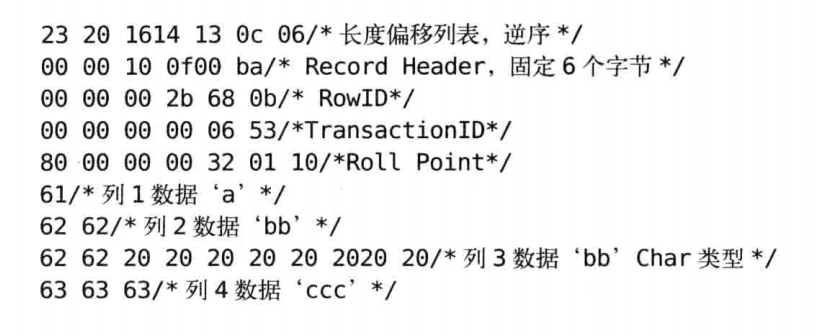 23 20 1614 13 0c 06/* 长度偏移列表，逆序 */
00 00 10 0f00 ba/* Record Header，固定 6 个字节 */
00 00 00 2b 68 0b/* RowID*/
00 00 00 00 06 53/*TransactionID*/
80 00 00 00 32 01 10/*Roll Point*/
61/* 列 1 数据‘a’*/
62 62/* 列 2 数据‘bb’*/
62 62 20 20 20 20 20 2020 20/* 列 3 数据‘bb’Char 类型 */
63 63 63/* 列 4 数据‘ccc’*/